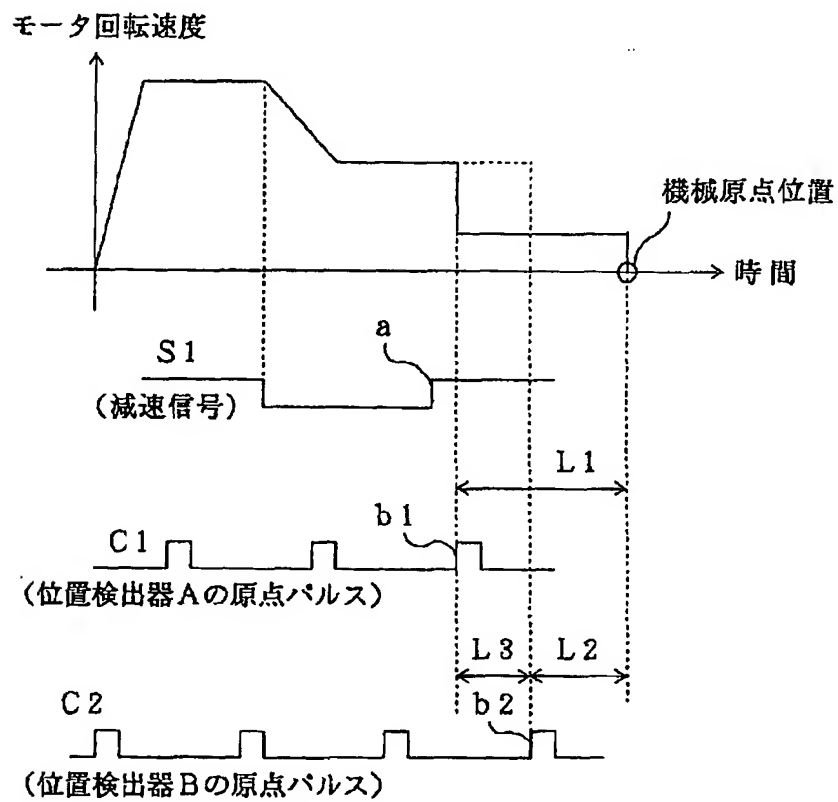 モータ回転速度
機械原点位置
時間
a
S1
(減速信号)
L1
b1
C1
(位置検出器Aの原点パルス)
L3
L2
C2
b2
(位置検出器Bの原点パルス)